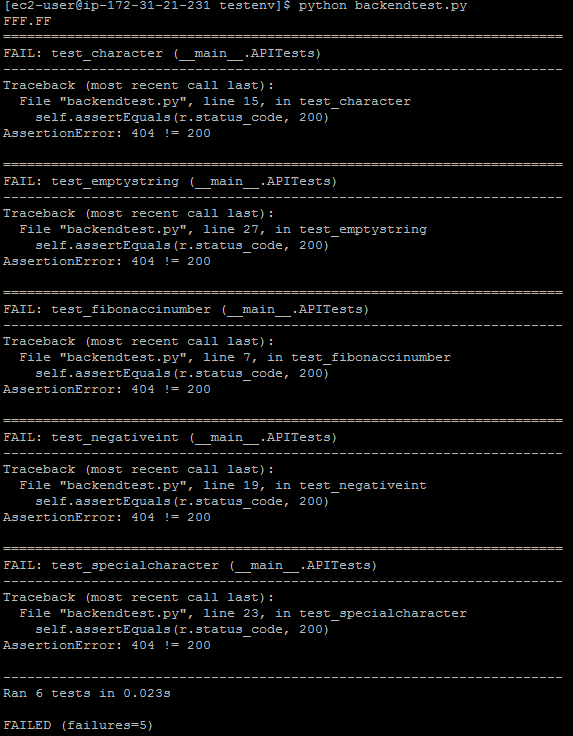 [ec2-user@ip-172-31-21-231 testenv]$ python backendtest.py
FFF.FF
======================================================================
FAIL: test_character (__main__.APITests)
----------------------------------------------------------------------
Traceback (most recent call last):
  File "backendtest.py", line 15, in test_character
    self.assertEquals(r.status_code, 200)
AssertionError: 404 != 200

======================================================================
FAIL: test_emptystring (__main__.APITests)
----------------------------------------------------------------------
Traceback (most recent call last):
  File "backendtest.py", line 27, in test_emptystring
    self.assertEquals(r.status_code, 200)
AssertionError: 404 != 200

======================================================================
FAIL: test_fibonaccinumber (__main__.APITests)
----------------------------------------------------------------------
Traceback (most recent call last):
  File "backendtest.py", line 7, in test_fibonaccinumber
    self.assertEquals(r.status_code, 200)
AssertionError: 404 != 200

======================================================================
FAIL: test_negativeint (__main__.APITests)
----------------------------------------------------------------------
Traceback (most recent call last):
  File "backendtest.py", line 19, in test_negativeint
    self.assertEquals(r.status_code, 200)
AssertionError: 404 != 200

======================================================================
FAIL: test_specialcharacter (__main__.APITests)
----------------------------------------------------------------------
Traceback (most recent call last):
  File "backendtest.py", line 23, in test_specialcharacter
    self.assertEquals(r.status_code, 200)
AssertionError: 404 != 200

----------------------------------------------------------------------
Ran 6 tests in 0.023s

FAILED (failures=5)